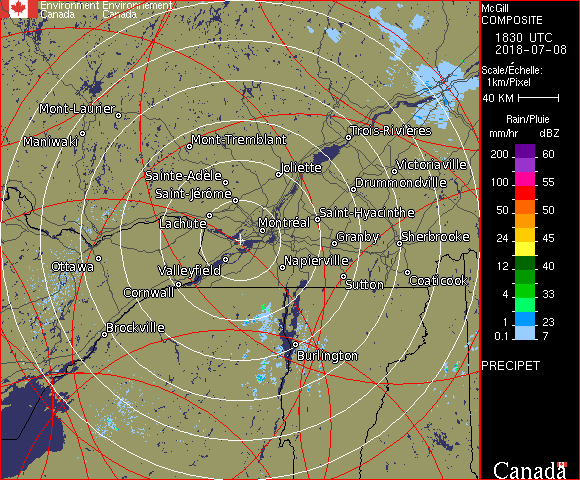 Environment Environnement
Canada Canada
McGill
COMPOSITE
1830 UTC
2018-07-08
Scale/Échelle:
1km/Pixel
40 KM
Rain/Pluie
mm/hr dBZ
200 60
100 55
50 50
24 45
12 40
4 33
1 23
0.1 7
PRECIPET
Canada
Mont-Laurier
Maniwaki
Mont-Tremblant
Trois-Rivières
Sainte-Adèle
Joliette
Victoriaville
Saint-Jérôme
Drummondville
Lachute
Montréal
Saint-Hyacinthe
Granby
Sherbrooke
Ottawa
Valleyfield
Napierville
Cornwall
Sutton
Coaticook
Brockville
Burlington